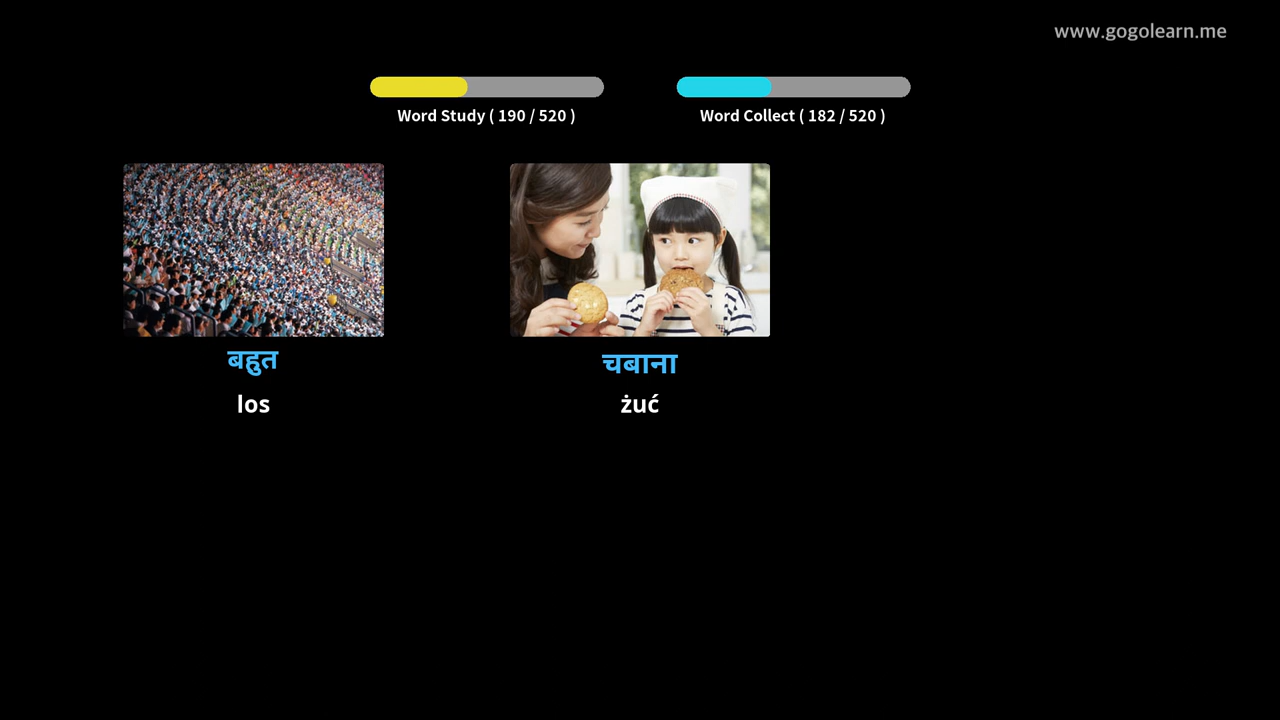 www.gogolearn.me
Word Study ( 190 / 520 )
Word Collect ( 182 / 520 )
बहुत
चबाना
los
żuć